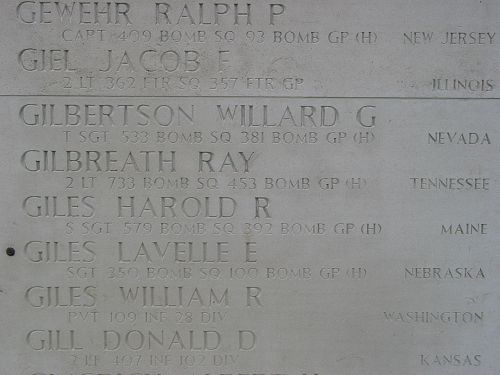 GEWEHR RALPH P
CAPT 409 BOMB SQ 93 BOMB GP (H) NEW JERSEY
GIEL JACOB F
2 LT 362 FTR SQ 357 FTR GP ILLINOIS
GILBERTSON WILLARD G
T SGT 533 BOMB SQ 381 BOMB GP (H) NEVADA
GILBREATH RAY
2 LT 733 BOMB SQ 453 BOMB GP (H) TENNESSEE
GILES HAROLD R
S SGT 579 BOMB SQ 392 BOMB GP (H) MAINE
GILES LAVELLE E
SGT 350 BOMB SQ 100 BOMB GP (H) NEBRASKA
GILES WILLIAM R
PVT 109 INF 28 DIV WASHINGTON
GILL DONALD D
2 LT 407 INF 102 DIV KANSAS